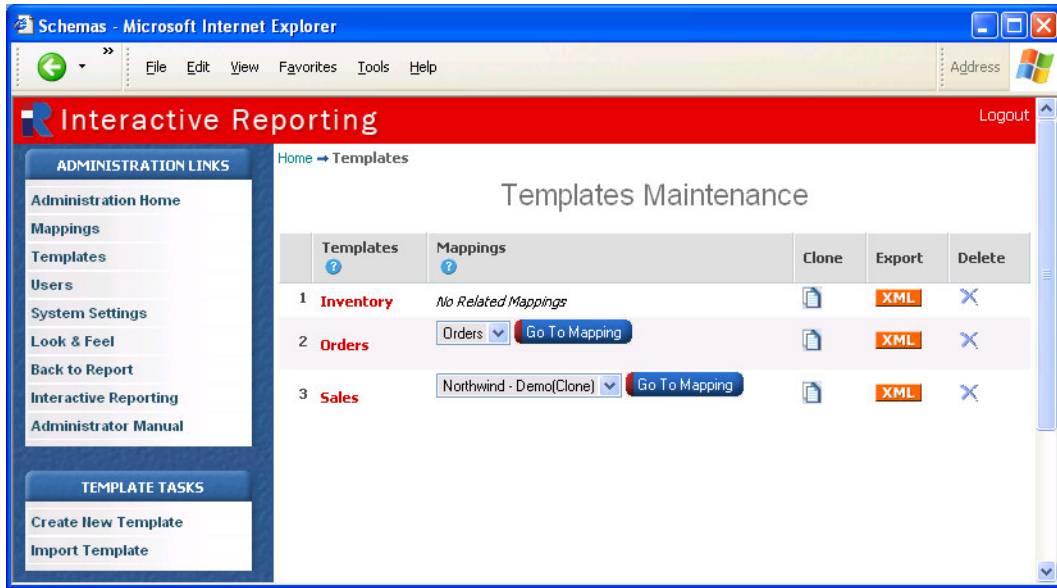 Schemas - Microsoft Internet Explorer
» File Edit View Favorites Tools Help Address
Interactive Reporting Logout
ADMINISTRATION LINKS
Administration Home
Mappings
Templates
Users
System Settings
Look & Feel
Back to Report
Interactive Reporting
Administrator Manual
TEMPLATE TASKS
Create New Template
Import Template
Home → Templates
Templates Maintenance
Templates ? Mappings ? Clone Export Delete
1 Inventory No Related Mappings XML
2 Orders Orders Go To Mapping XML
3 Sales Northwind - Demo(Clone) Go To Mapping XML